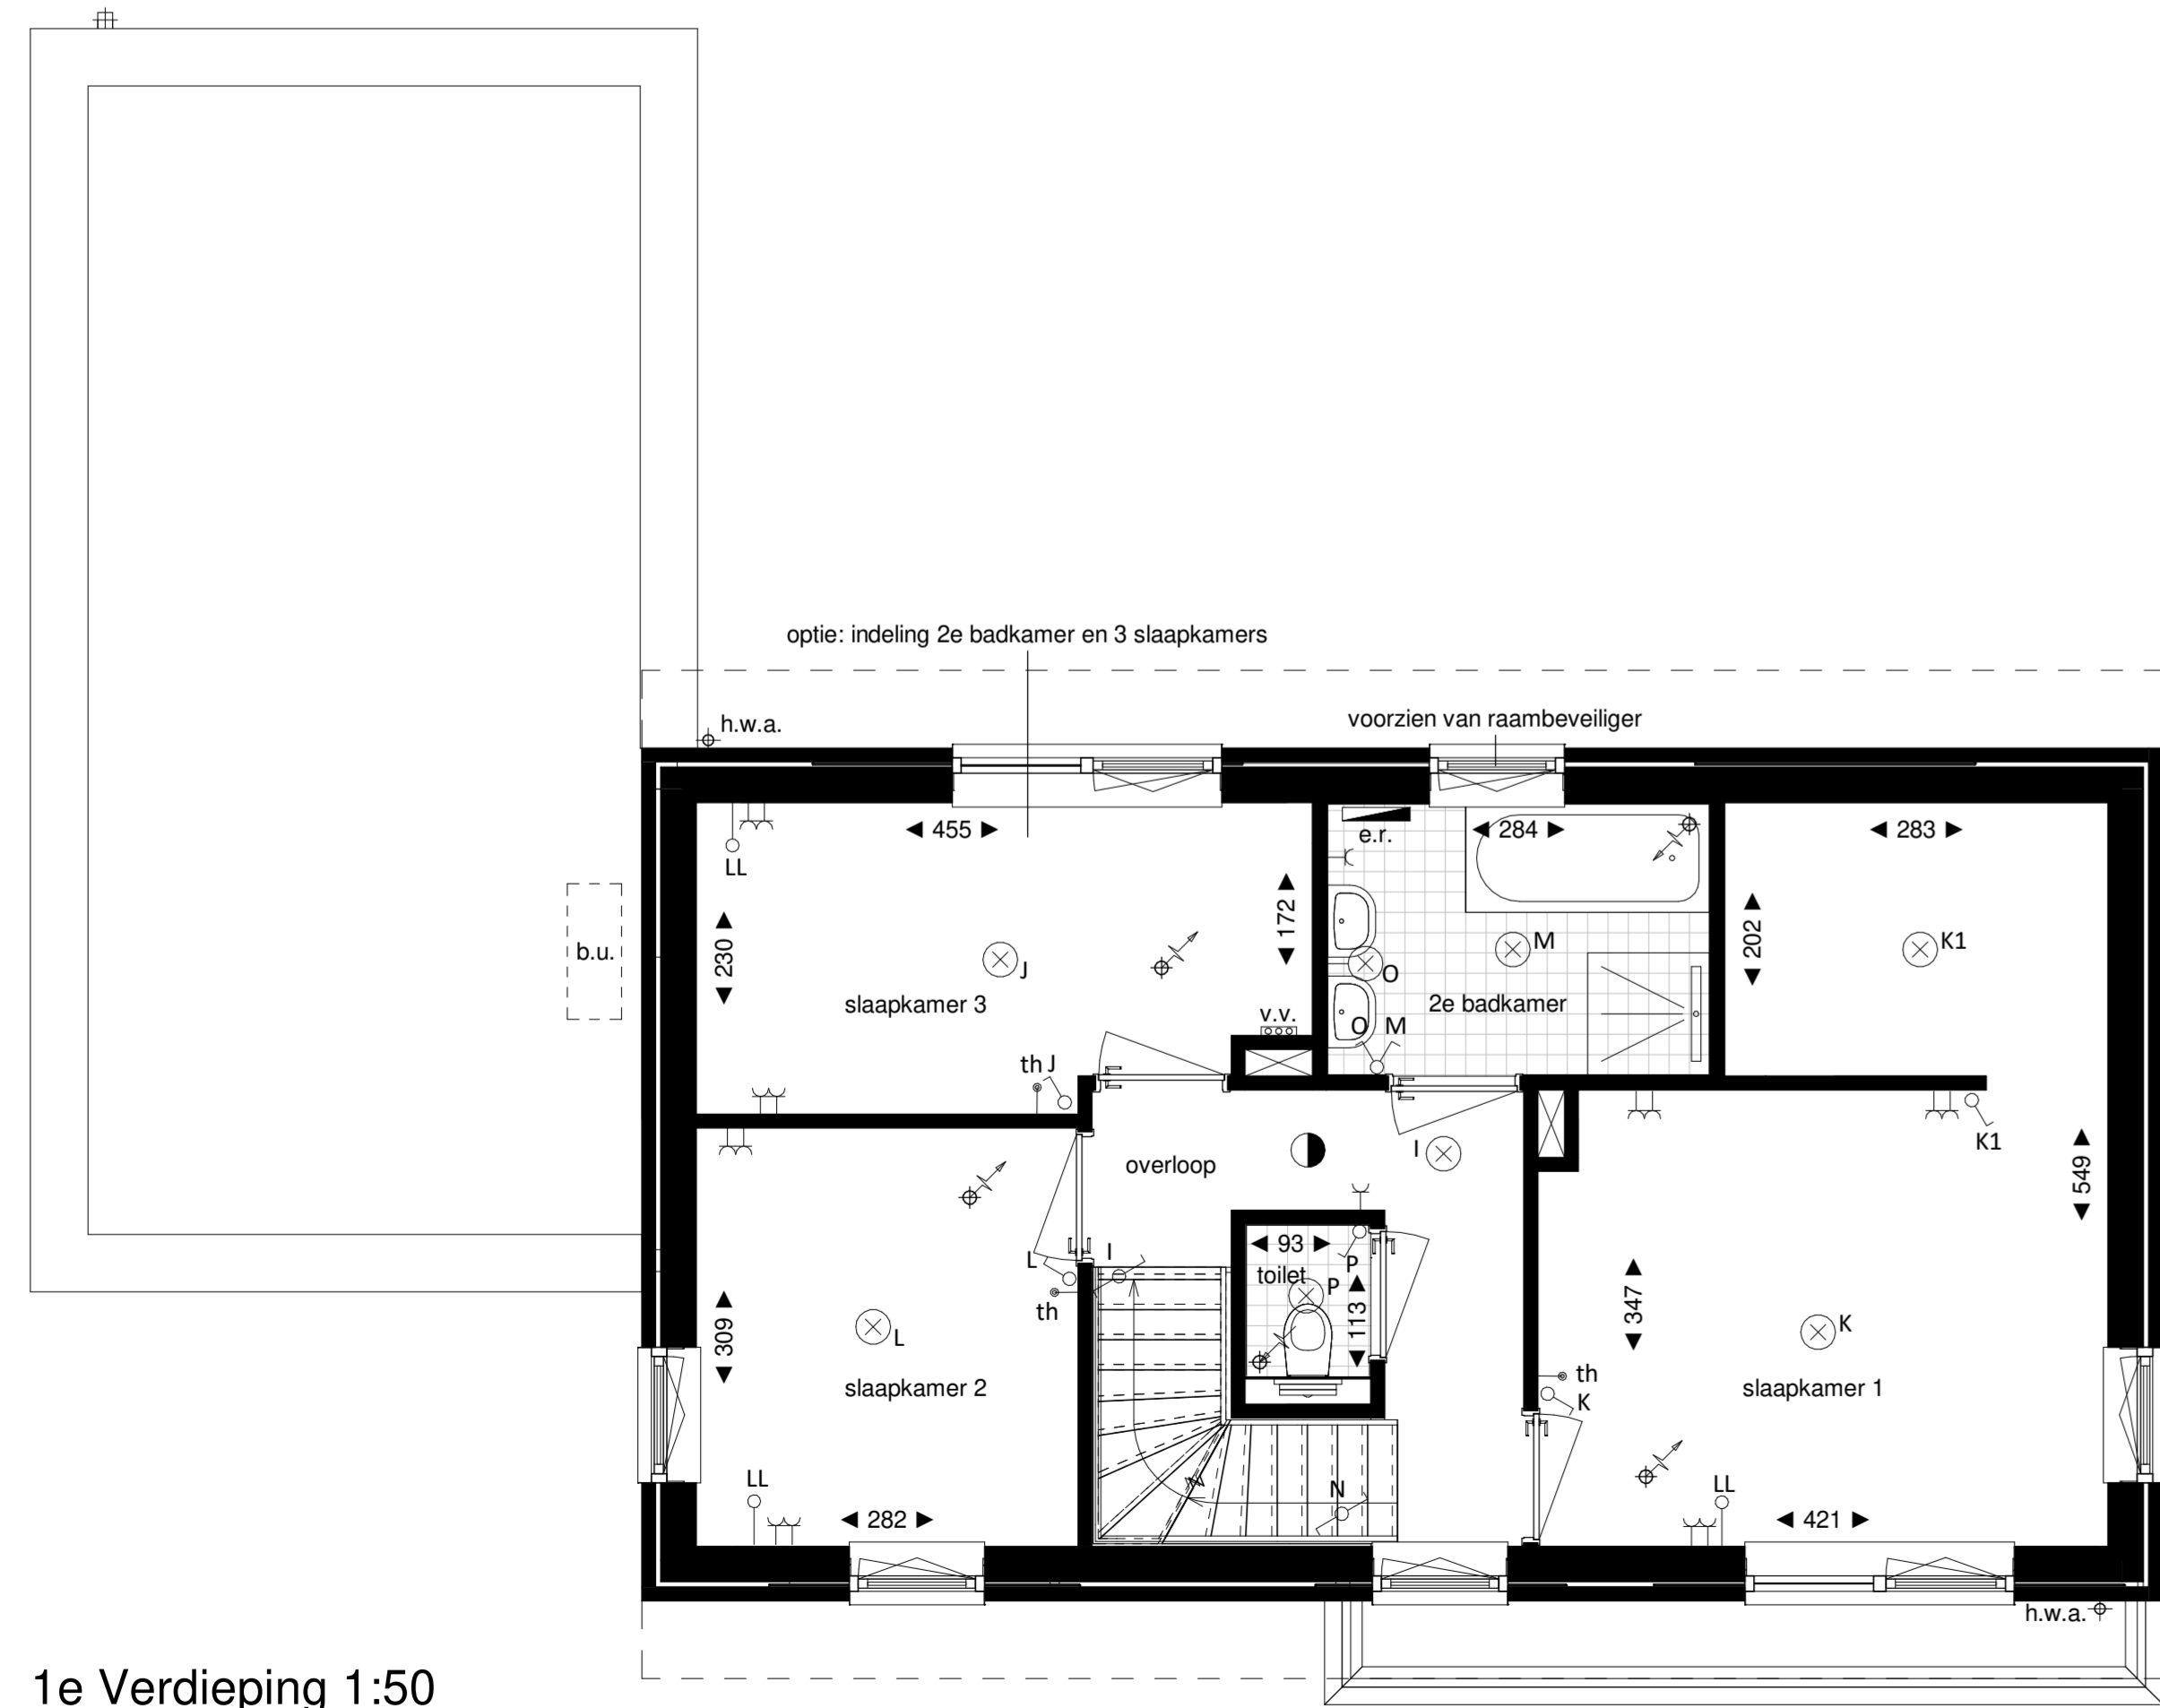 optie: indeling 2e badkamer en 3 slaapkamers
voorzien van raambeveiliger
h.w.a.
◄ 455 ►
e.r.
◄ 284 ►
◄ 283 ►
LL
◄ 172 ►
◄ 230 ►
◄ 202 ►
b.u.
J
O
M
K1
slaapkamer 3
2e badkamer
v.v.
O M
th J
K1
I
overloop
◄ 549 ►
◄ 93 ►
L
I
P
toilet
P
th
◄ 113 ►
◄ 309 ►
◄ 347 ►
L
K
slaapkamer 2
th
K
slaapkamer 1
LL
N
LL
◄ 282 ►
◄ 421 ►
h.w.a.
1e Verdieping 1:50